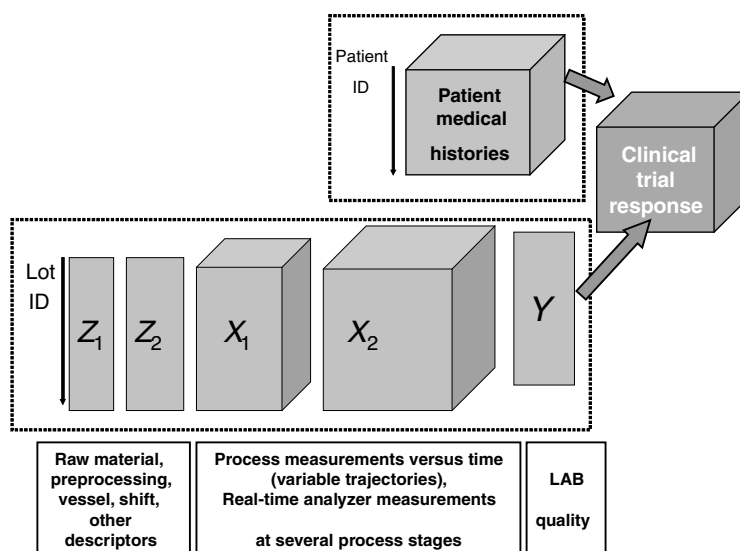 Patient
ID
Patient
medical
histories
Clinical
trial
response
Lot
ID
Z1
Z2
X1
X2
Y
Raw material,
preprocessing,
vessel, shift,
other
descriptors
Process measurements versus time
(variable trajectories),
Real-time analyzer measurements
at several process stages
LAB
quality